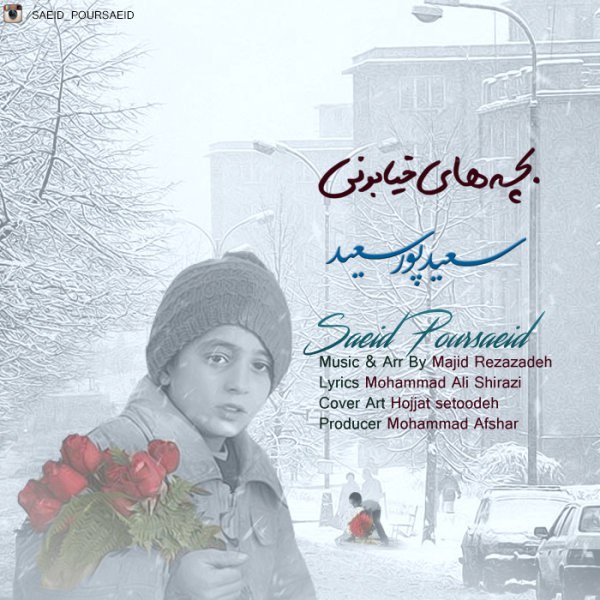 /SAEID_POURSAEID
بچه های خیابونی
سعید پورسعید
Saeid Poursaeid
Music & Arr By Majid Rezazadeh
Lyrics Mohammad Ali Shirazi
Cover Art Hojjat setoodeh
Producer Mohammad Afshar